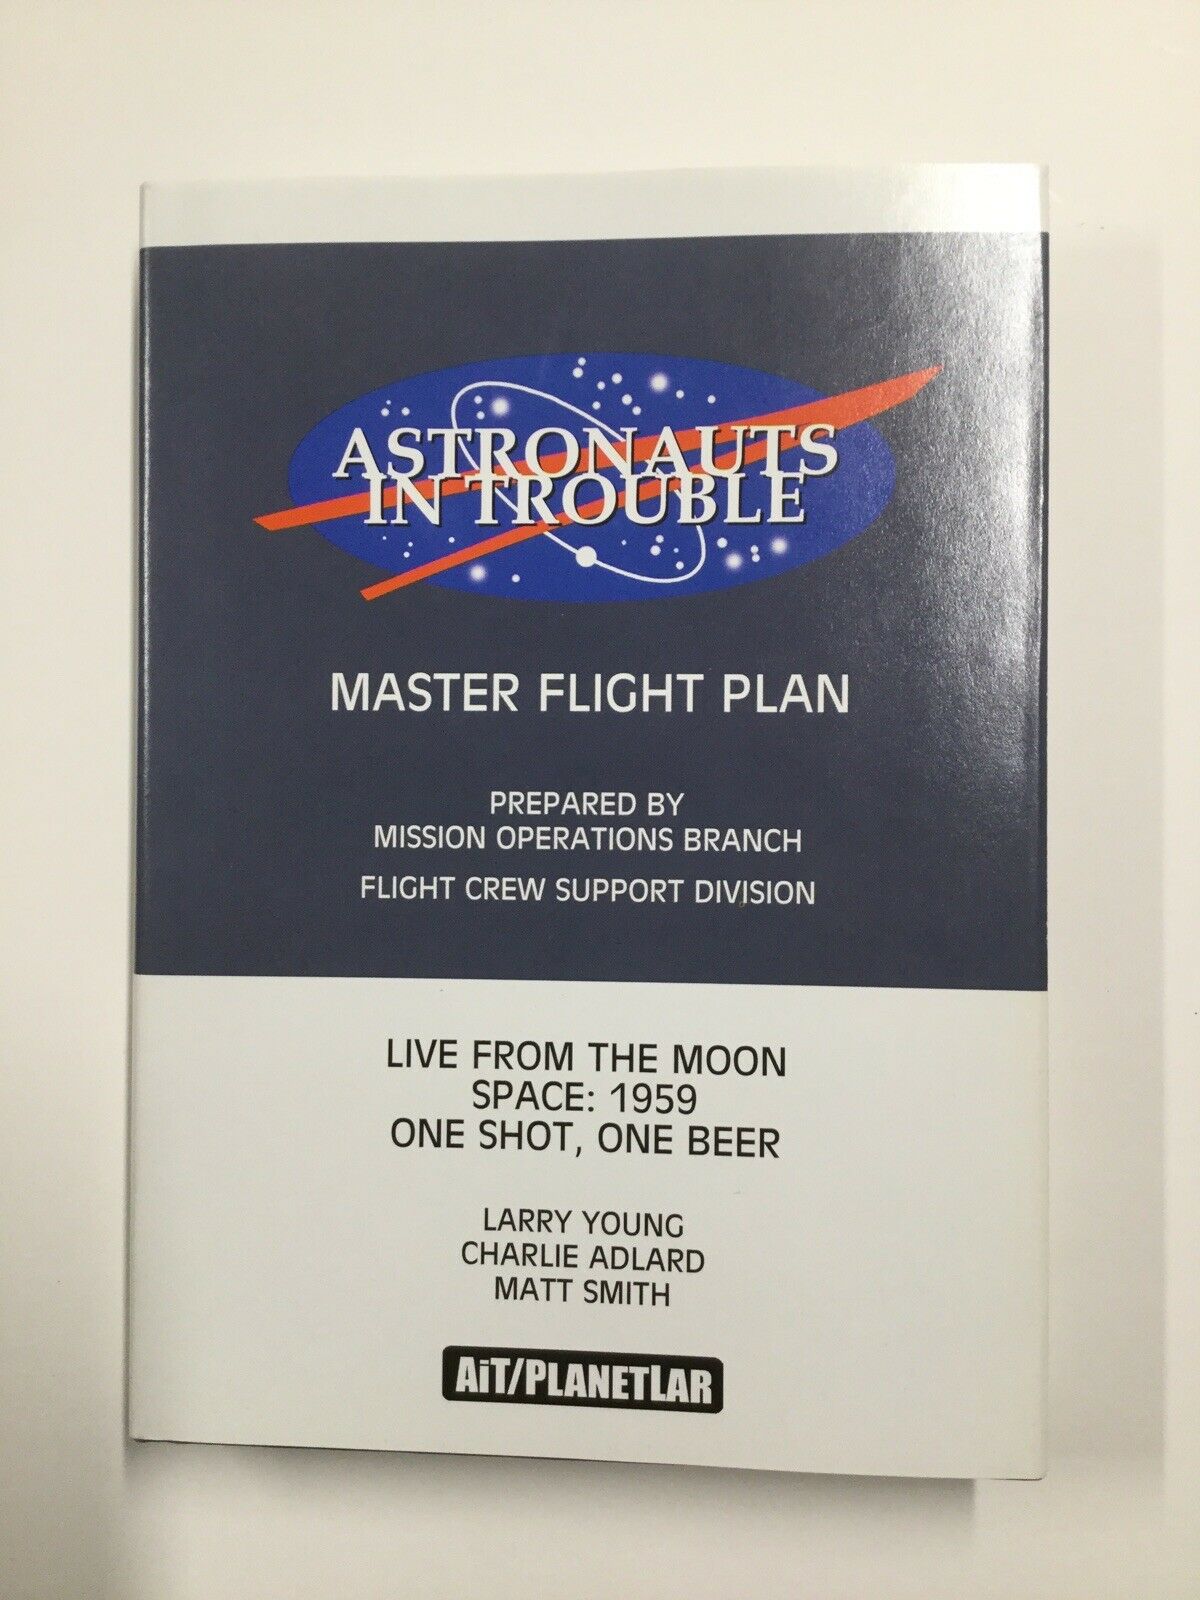 ASTRONAUTS
IN TROUBLE
MASTER FLIGHT PLAN
PREPARED BY
MISSION OPERATIONS BRANCH
FLIGHT CREW SUPPORT DIVISION
LIVE FROM THE MOON
SPACE: 1959
ONE SHOT, ONE BEER
LARRY YOUNG
CHARLIE ADLARD
MATT SMITH
AiT/PLANETLAR